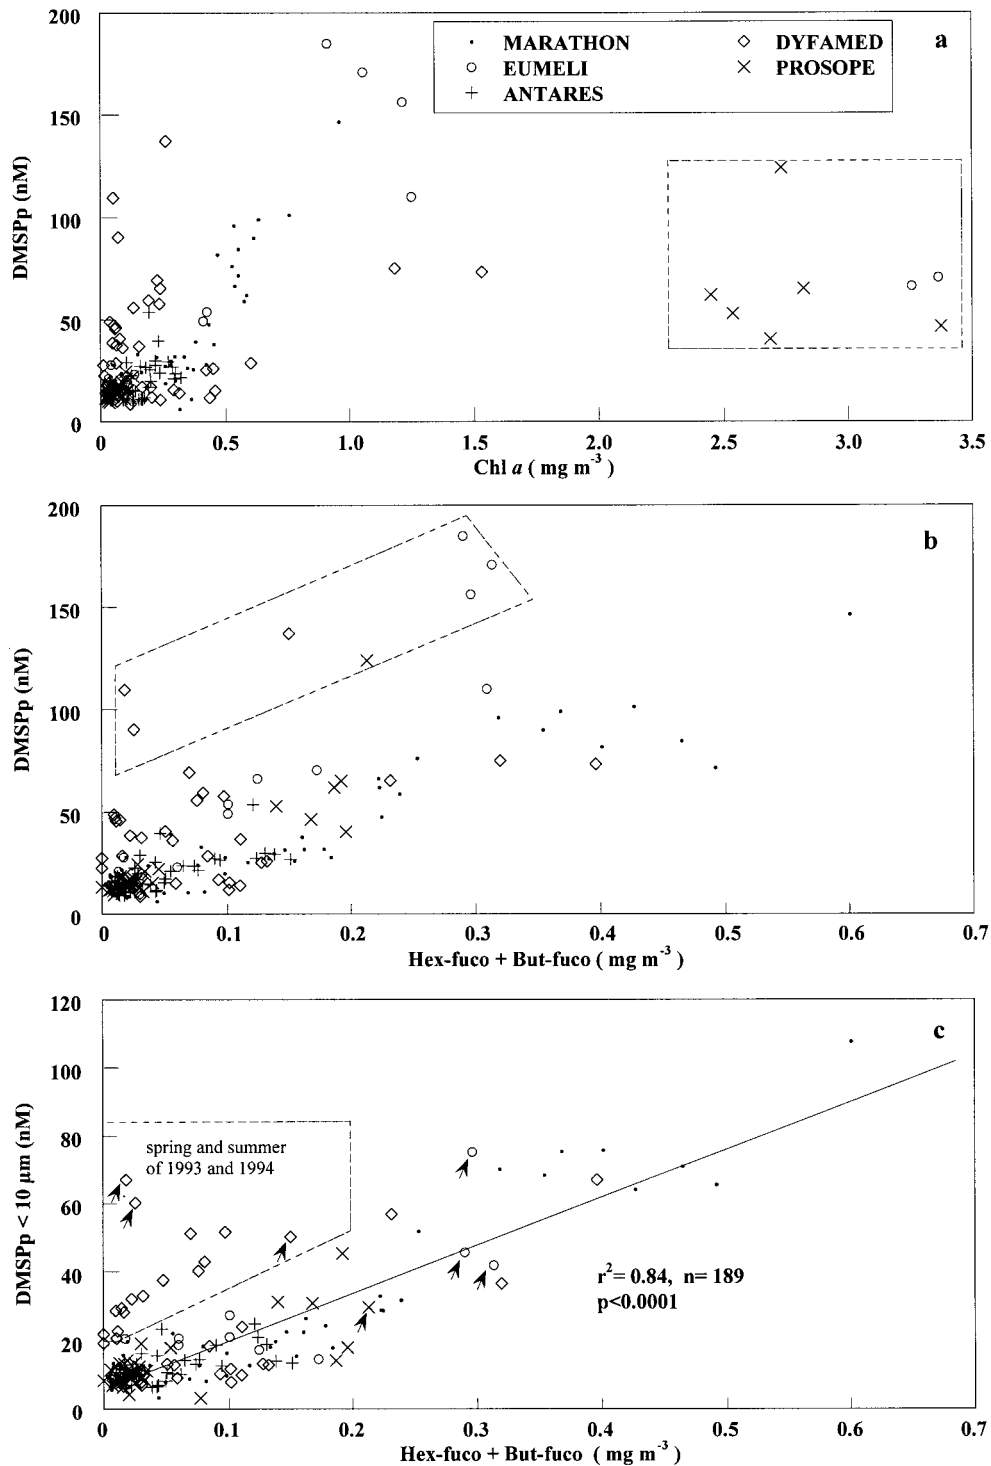 200
150
100
50
0
DMSPp (nM)
MARATHON
EUMELI
ANTARES
DYFAMED
PROSOPE
a
0 0.5 1.0 1.5 2.0 2.5 3.0 3.5
Chl a ( mg m-3 )
200
150
100
50
0
DMSPp (nM)
b
0 0.1 0.2 0.3 0.4 0.5 0.6 0.7
Hex-fuco + But-fuco ( mg m-3 )
120
100
80
60
40
20
0
DMSPp < 10 µm (nM)
c
spring and summer
of 1993 and 1994
r2= 0.84, n= 189
p<0.0001
0 0.1 0.2 0.3 0.4 0.5 0.6 0.7
Hex-fuco + But-fuco ( mg m-3 )